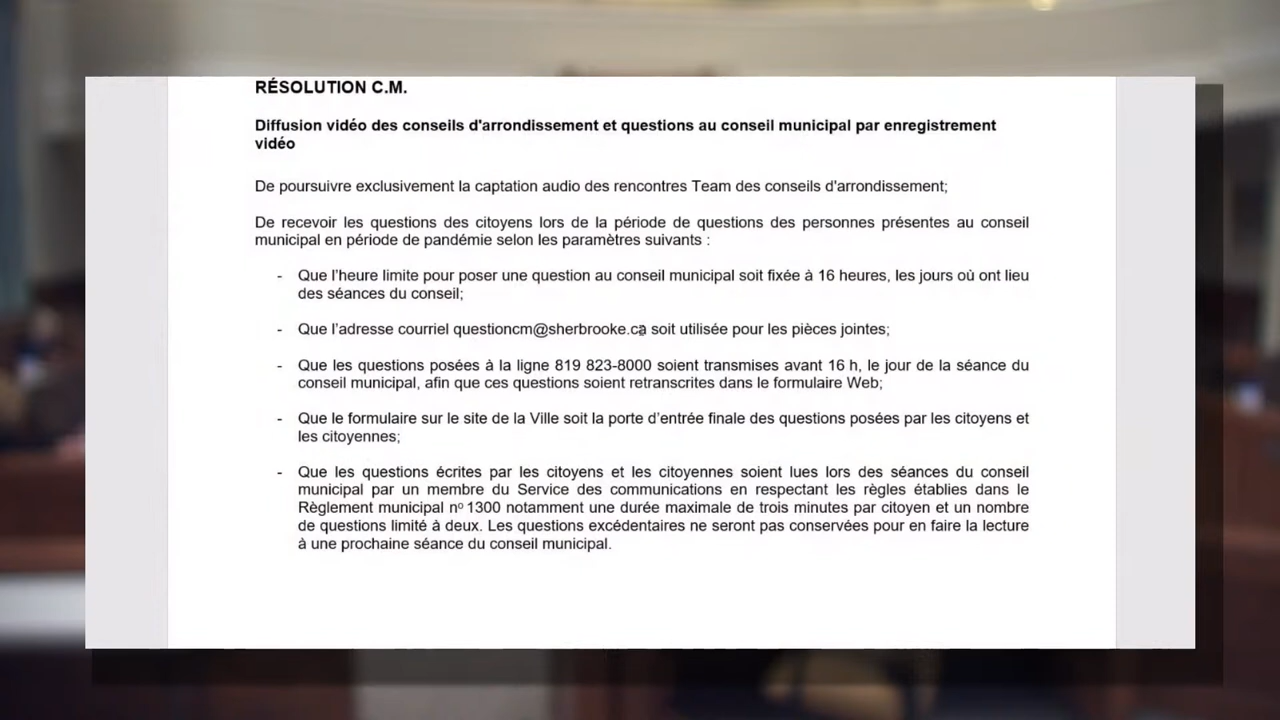 RÉSOLUTION C.M.
Diffusion vidéo des conseils d'arrondissement et questions au conseil municipal par enregistrement
vidéo
De poursuivre exclusivement la captation audio des rencontres Team des conseils d'arrondissement;
De recevoir les questions des citoyens lors de la période de questions des personnes présentes au conseil
municipal en période de pandémie selon les paramètres suivants :
- Que l'heure limite pour poser une question au conseil municipal soit fixée à 16 heures, les jours où ont lieu
des séances du conseil;
- Que l'adresse courriel questioncm@sherbrooke.ca soit utilisée pour les pièces jointes;
- Que les questions posées à la ligne 819 823-8000 soient transmises avant 16 h, le jour de la séance du
conseil municipal, afin que ces questions soient retranscrites dans le formulaire Web;
- Que le formulaire sur le site de la Ville soit la porte d'entrée finale des questions posées par les citoyens et
les citoyennes;
- Que les questions écrites par les citoyens et les citoyennes soient lues lors des séances du conseil
municipal par un membre du Service des communications en respectant les règles établies dans le
Règlement municipal nº 1300 notamment une durée maximale de trois minutes par citoyen et un nombre
de questions limité à deux. Les questions excédentaires ne seront pas conservées pour en faire la lecture
à une prochaine séance du conseil municipal.